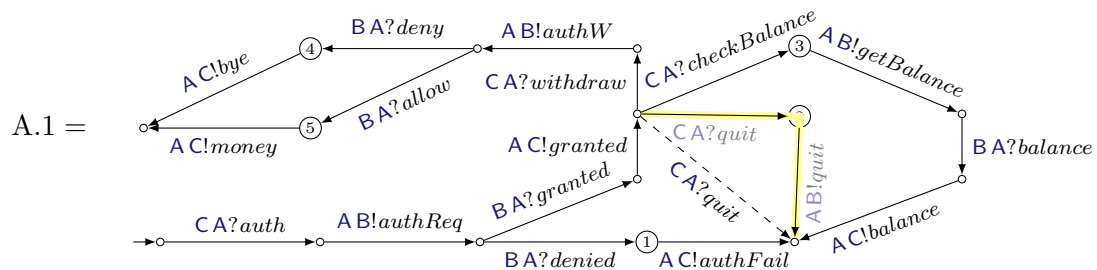 A.1 =
B A?deny
A B!authW
4
A C!bye
B A?allow
5
A C!money
C A?withdraw
C A?checkBalance
3
A B!getBalance
B A?balance
A C!balance
C A?quit
A B!quit
C A?quit
A C!granted
B A?granted
C A?auth
A B!authReq
B A?denied
1
A C!authFail